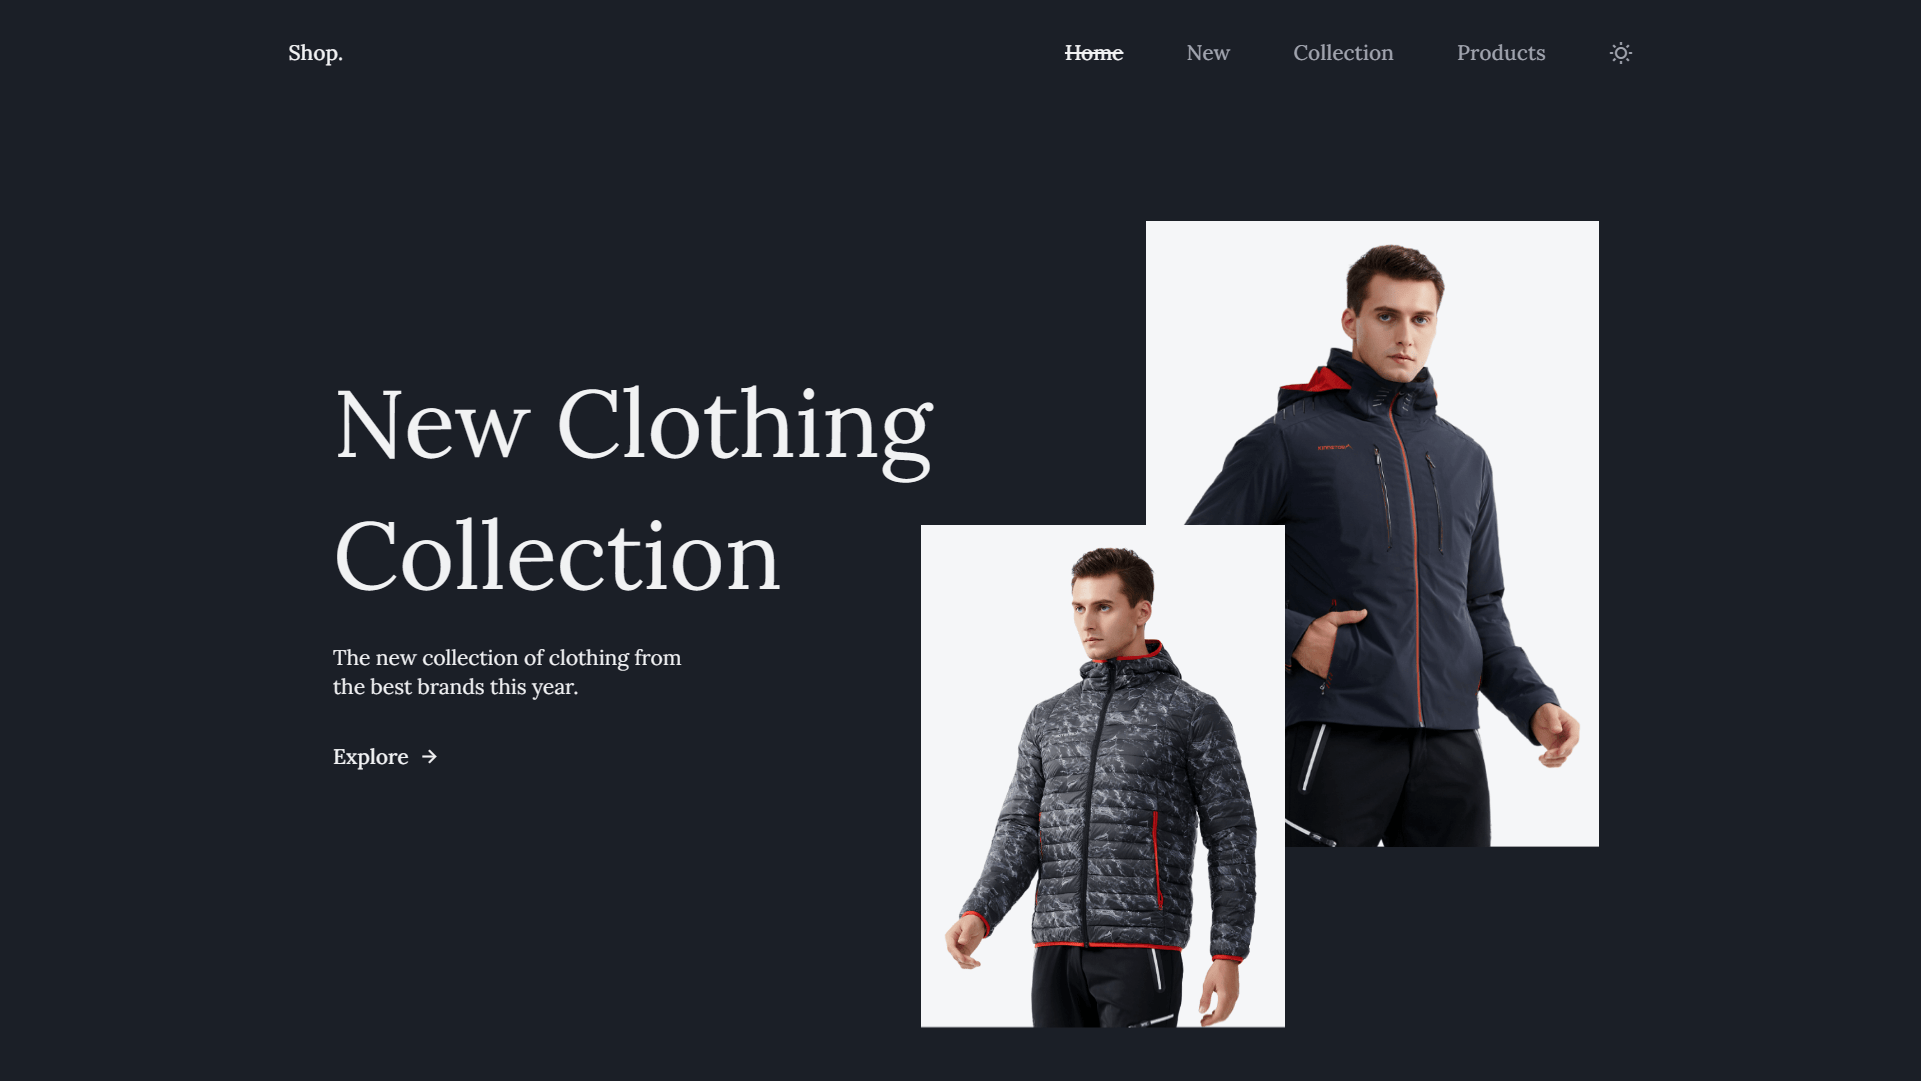 Shop.
Home
New
Collection
Products
New Clothing
Collection
The new collection of clothing from
the best brands this year.
Explore